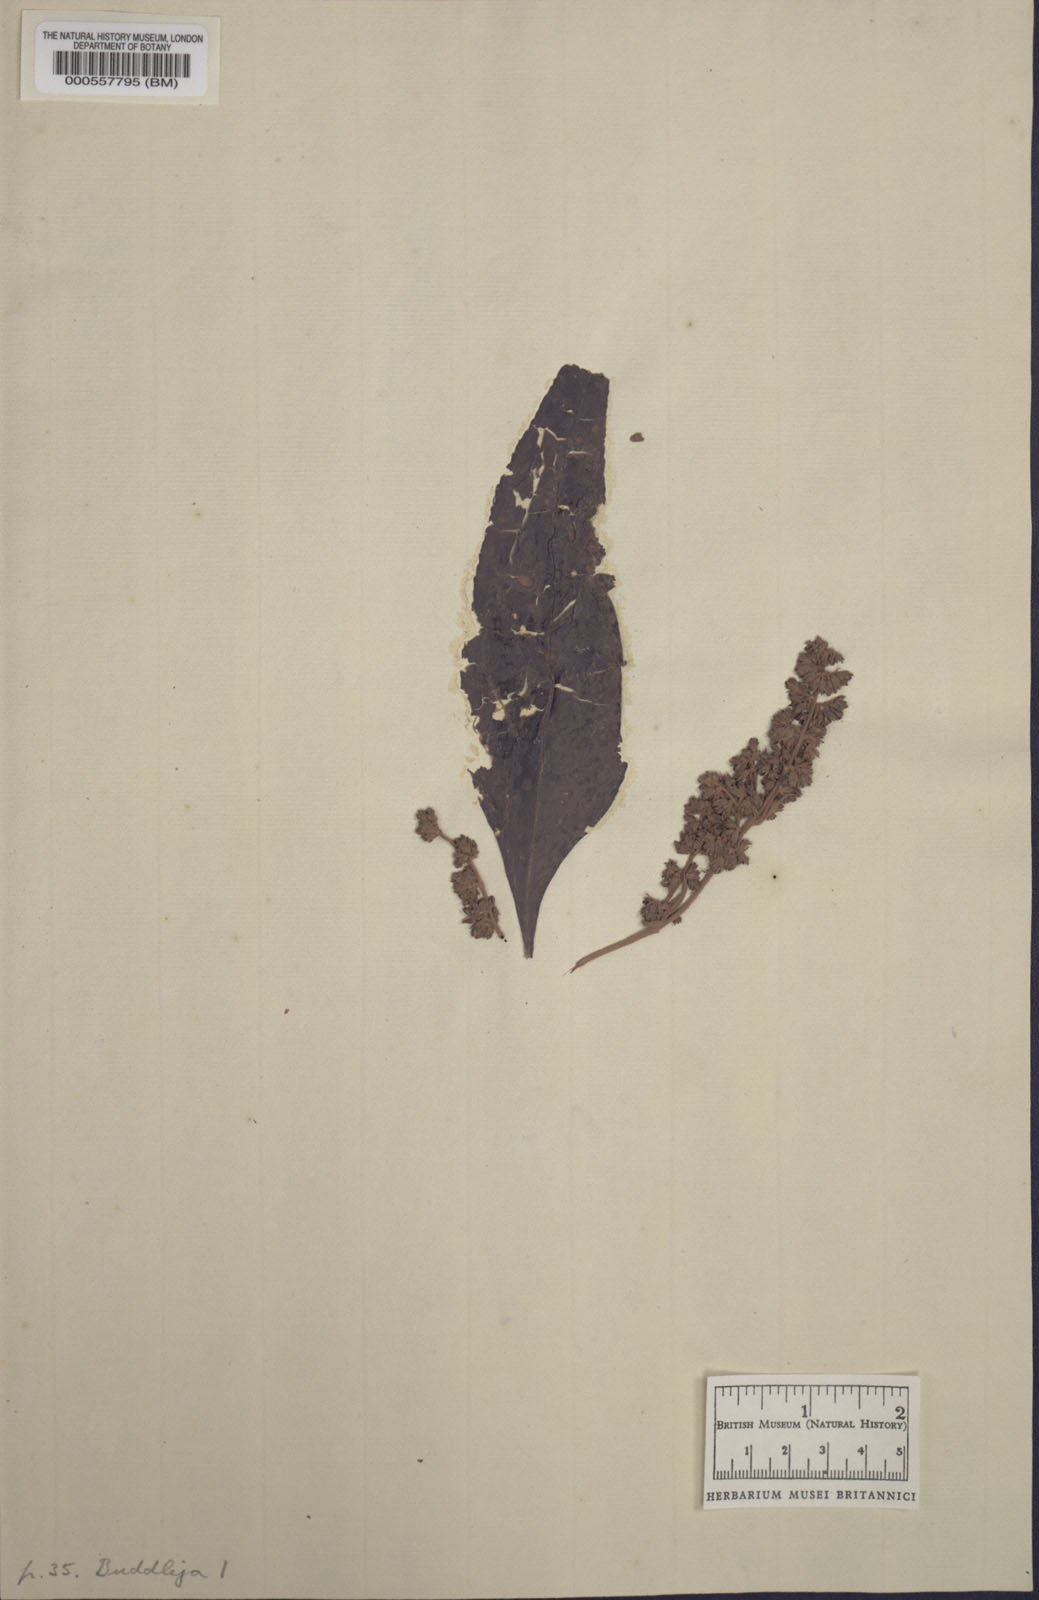 THE NATURAL HISTORY MUSEUM, LONDON
DEPARTMENT OF BOTANY
000557795 (BM)
1 2
BRITISH MUSEUM (NATURAL HISTORY)
1 2 3 4 5
HERBARIUM MUSEI BRITANNICI
p. 35. Buddleja 1